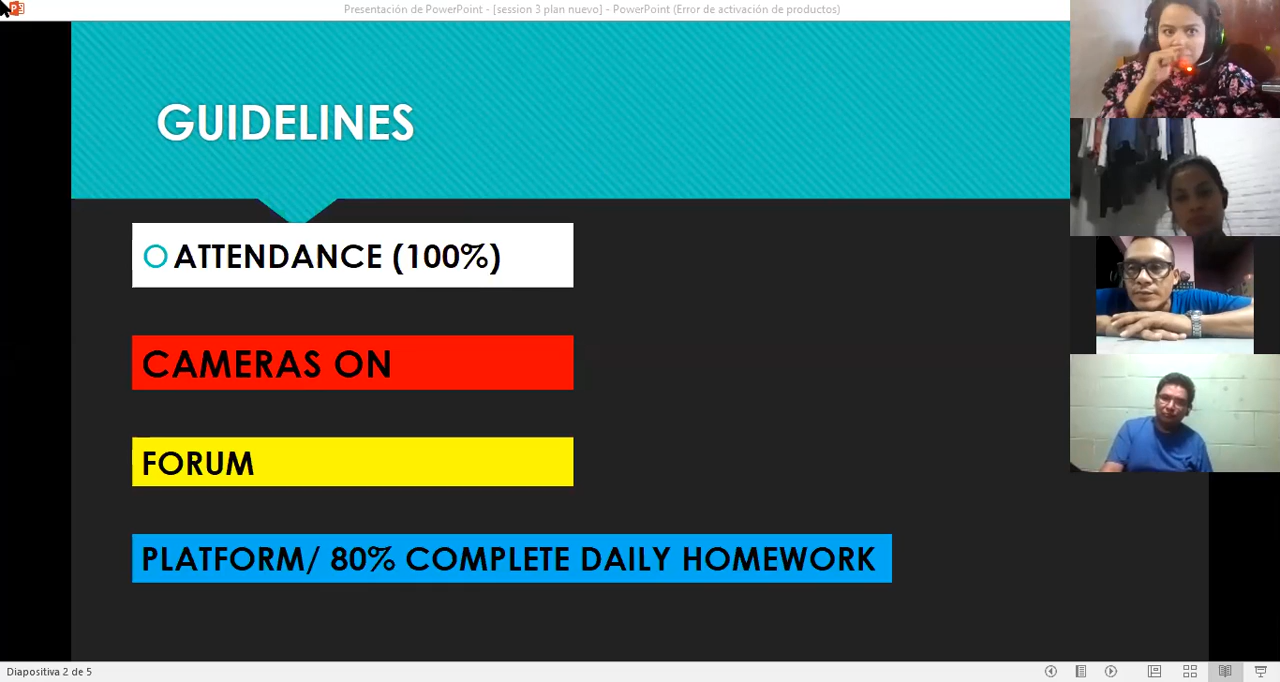 Presentación de PowerPoint - [session 3 plan nuevo] - PowerPoint (Error de activación de productos)
GUIDELINES
ATTENDANCE (100%)
CAMERAS ON
FORUM
PLATFORM/ 80% COMPLETE DAILY HOMEWORK
Diapositiva 2 de 5